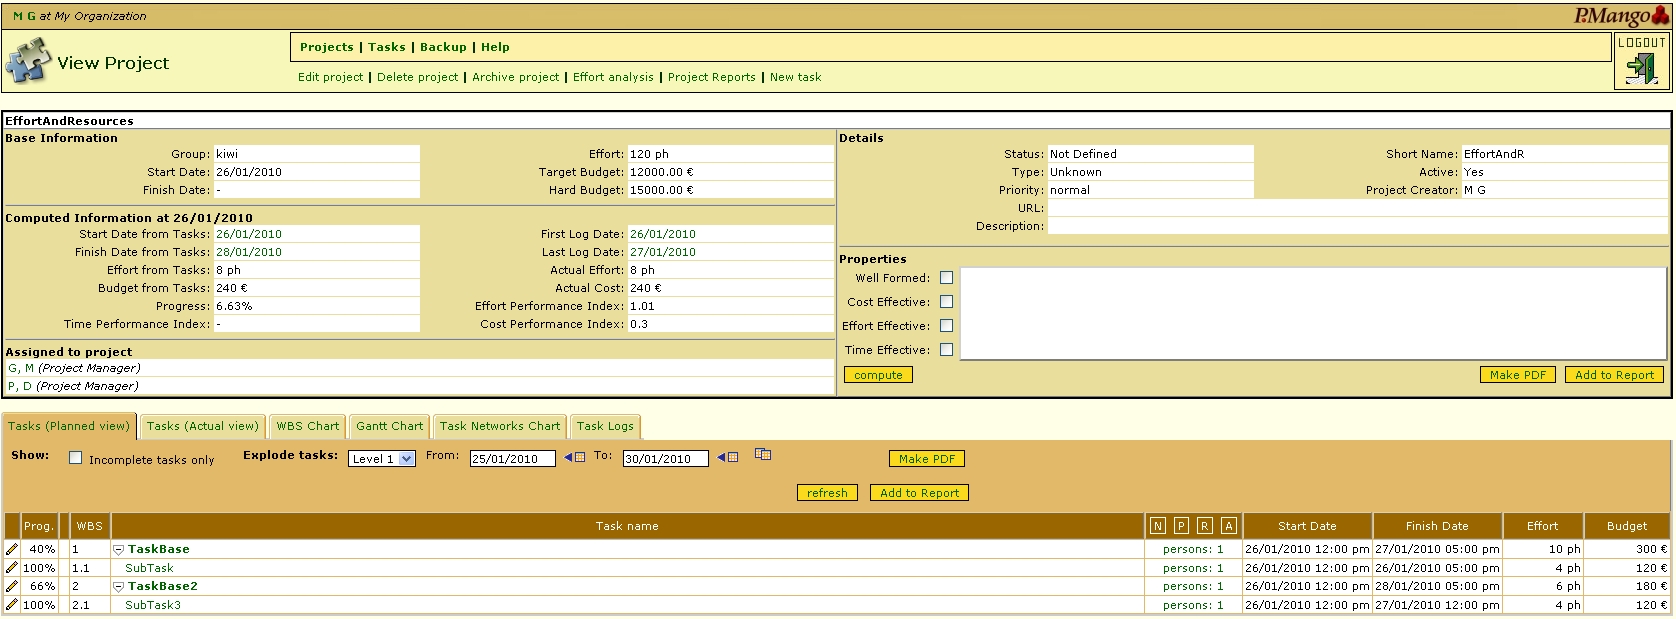 M G at My Organization
P.Mango
View Project
Projects | Tasks | Backup | Help
LOGOUT
Edit project | Delete project | Archive project | Effort analysis | Project Reports | New task
EffortAndResources
Base Information
Group: kiwi Effort: 120 ph
Start Date: 26/01/2010 Target Budget: 12000.00 €
Finish Date: - Hard Budget: 15000.00 €
Computed Information at 26/01/2010
Start Date from Tasks: 26/01/2010 First Log Date: 26/01/2010
Finish Date from Tasks: 28/01/2010 Last Log Date: 27/01/2010
Effort from Tasks: 8 ph Actual Effort: 8 ph
Budget from Tasks: 240 € Actual Cost: 240 €
Progress: 6.63% Effort Performance Index: 1.01
Time Performance Index: - Cost Performance Index: 0.3
Assigned to project
G, M (Project Manager)
P, D (Project Manager)
Details
Status: Not Defined Short Name: EffortAndR
Type: Unknown Active: Yes
Priority: normal Project Creator: M G
URL:
Description:
Properties
Well Formed:
Cost Effective:
Effort Effective:
Time Effective:
compute Make PDF Add to Report
Tasks (Planned view) Tasks (Actual view) WBS Chart Gantt Chart Task Networks Chart Task Logs
Show: Incomplete tasks only Explode tasks: Level 1 From: 25/01/2010 To: 30/01/2010 Make PDF
refresh Add to Report
Prog. WBS Task name N P R A Start Date Finish Date Effort Budget
40% 1 TaskBase persons: 1 26/01/2010 12:00 pm 27/01/2010 05:00 pm 10 ph 300 €
100% 1.1 SubTask persons: 1 26/01/2010 12:00 pm 26/01/2010 05:00 pm 4 ph 120 €
66% 2 TaskBase2 persons: 1 26/01/2010 12:00 pm 28/01/2010 05:00 pm 6 ph 180 €
100% 2.1 SubTask3 persons: 1 26/01/2010 12:00 pm 27/01/2010 12:00 pm 4 ph 120 €